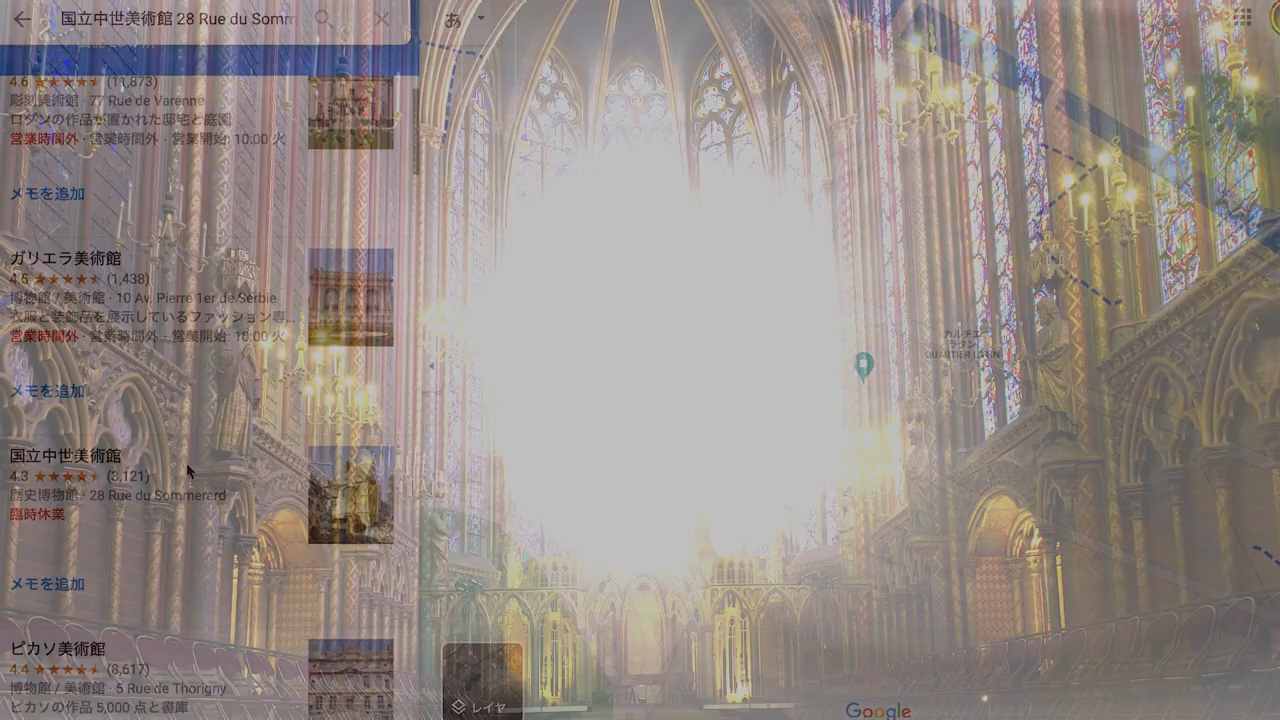 国立中世美術館 28 Rue du Somm
あ
4.6 (11,873)
彫刻美術館 · 77 Rue de Varenne
ロダンの作品が置かれた邸宅と庭園
営業時間外 · 営業時間外 · 営業開始: 10:00 火
メモを追加
ガリエラ美術館
4.5 (1,438)
博物館 / 美術館 · 10 Av. Pierre 1er de Serbie
衣服と装飾品を展示しているファッション専...
営業時間外 · 営業時間外 · 営業開始: 10:00 火
メモを追加
国立中世美術館
4.3 (3,121)
歴史博物館 · 28 Rue du Sommerard
臨時休業
メモを追加
ピカソ美術館
4.4 (8,617)
博物館 / 美術館 · 5 Rue de Thorigny
ピカソの作品 5,000 点と書庫
カルチエ・
ラタン
QUARTIER LATIN
レイヤ
Google